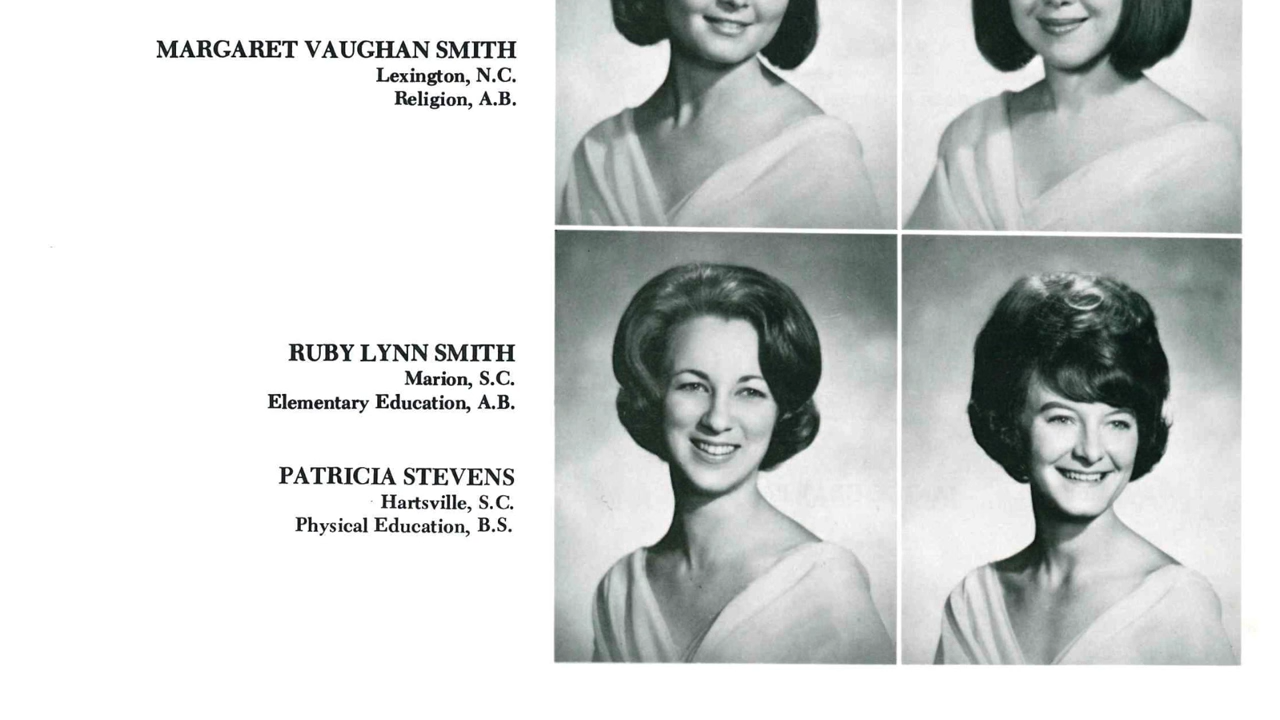 MARGARET VAUGHAN SMITH
Lexington, N.C.
Religion, A.B.
RUBY LYNN SMITH
Marion, S.C.
Elementary Education, A.B.
PATRICIA STEVENS
Hartsville, S.C.
Physical Education, B.S.